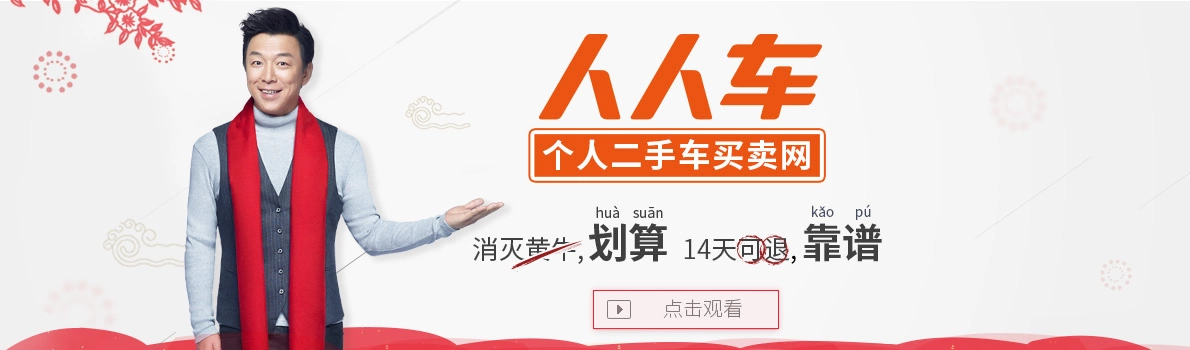 人人车
个人二手车买卖网
huà suān kǎo pú
消灭黄牛,划算 14天可退,靠谱
点击观看